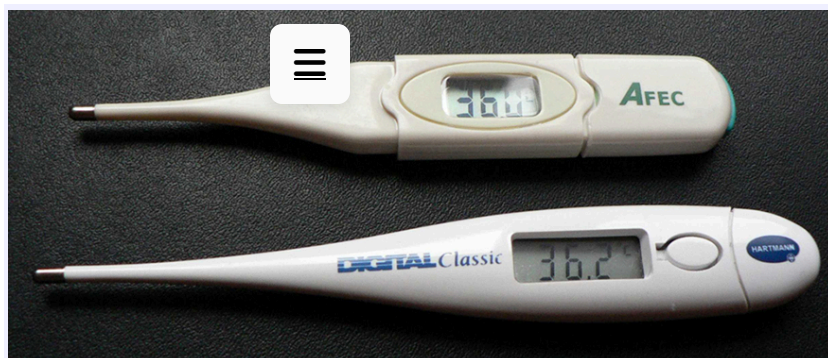 36.0°
AFEC
DIGITAL Classic
36.2 °C
HARTMANN